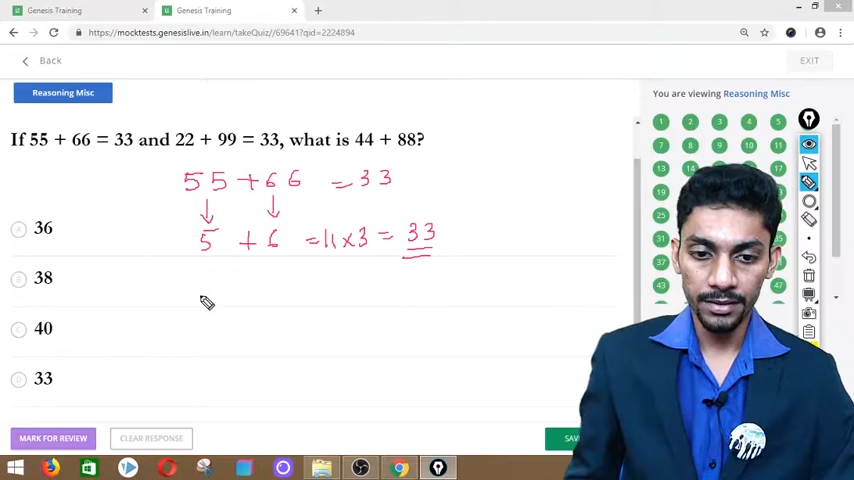 Genesis Training
Genesis Training
https://mocktests.genesislive.in/learn/takeQuiz//69641?qid=2224894
Back
EXIT
Reasoning Misc
You are viewing Reasoning Misc
If 55 + 66 = 33 and 22 + 99 = 33, what is 44 + 88?
55 + 66 = 33
5 + 6 = 11 x 3 = 33
A 36
B 38
C 40
D 33
1 2 3 4 5
7 8 9 10 11
13 14
19
25
31
37
43 47
MARK FOR REVIEW
CLEAR RESPONSE
SAV